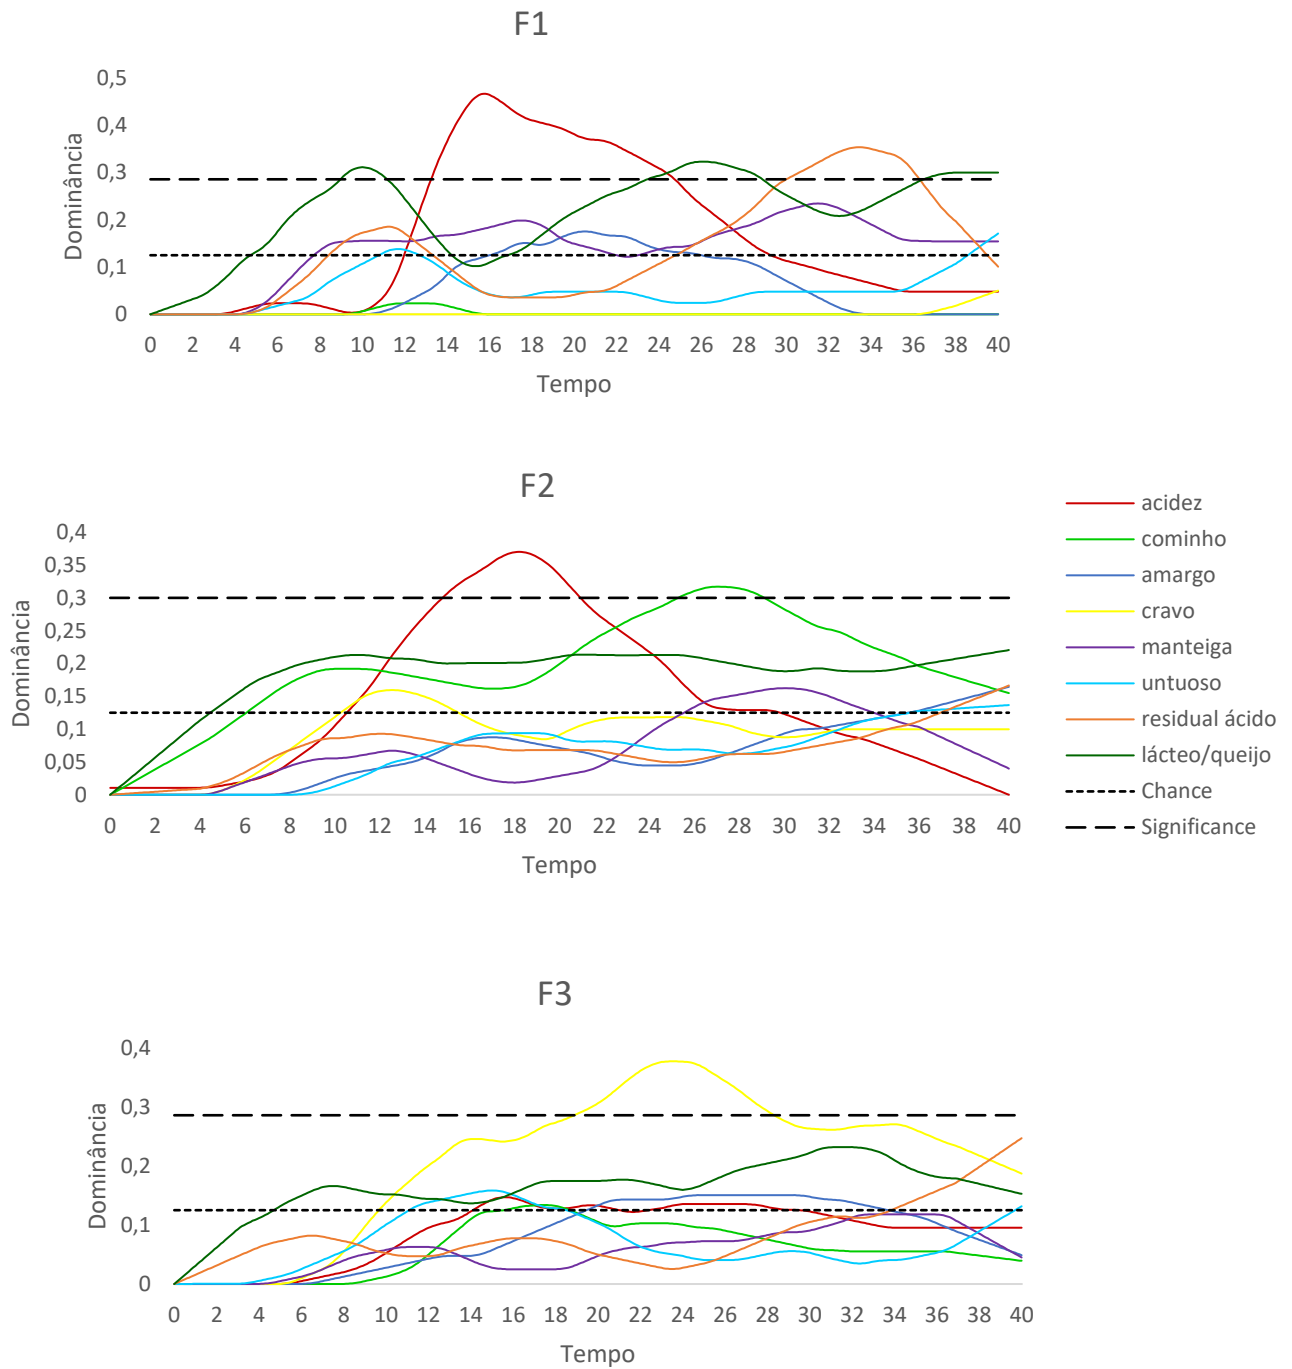 F1
0,5
0,4
0,3
0,2
0,1
0
Dominância
0 2 4 6 8 10 12 14 16 18 20 22 24 26 28 30 32 34 36 38 40
Tempo
F2
0,4
0,35
0,3
0,25
0,2
0,15
0,1
0,05
0
Dominância
0 2 4 6 8 10 12 14 16 18 20 22 24 26 28 30 32 34 36 38 40
Tempo
acidez
cominho
amargo
cravo
manteiga
untuoso
residual ácido
lácteo/queijo
Chance
Significance
F3
0,4
0,3
0,2
0,1
0
Dominância
0 2 4 6 8 10 12 14 16 18 20 22 24 26 28 30 32 34 36 38 40
Tempo